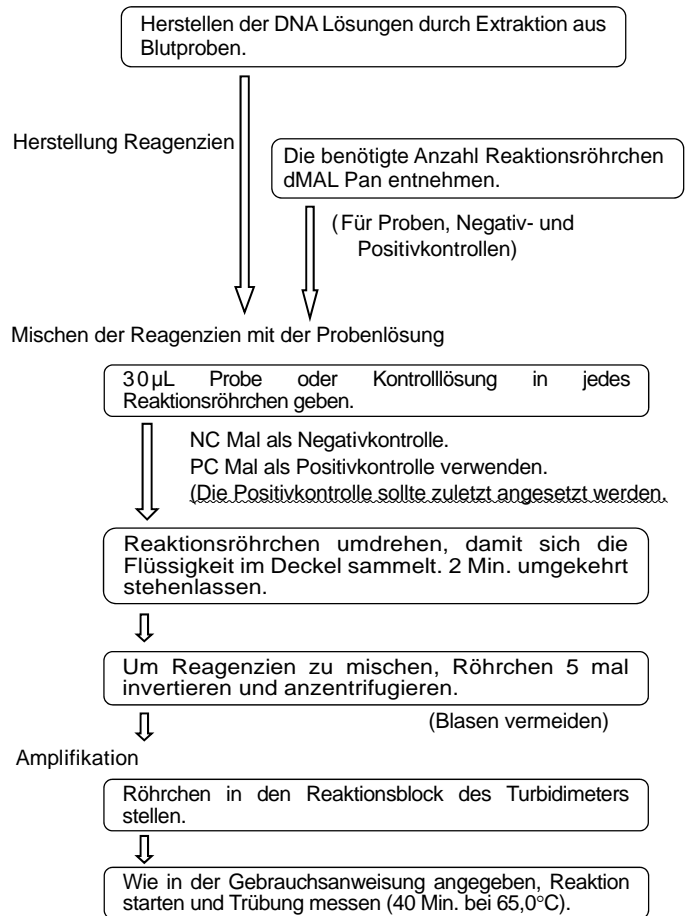 Herstellen der DNA Lösungen durch Extraktion aus
Blutproben.
Herstellung Reagenzien
Die benötigte Anzahl Reaktionsröhrchen
dMAL Pan entnehmen.
(Für Proben, Negativ- und
Positivkontrollen)
Mischen der Reagenzien mit der Probenlösung
30µL Probe oder Kontrolllösung in jedes
Reaktionsröhrchen geben.
NC Mal als Negativkontrolle.
PC Mal als Positivkontrolle verwenden.
(Die Positivkontrolle sollte zuletzt angesetzt werden.
Reaktionsröhrchen umdrehen, damit sich die
Flüssigkeit im Deckel sammelt. 2 Min. umgekehrt
stehenlassen.
Um Reagenzien zu mischen, Röhrchen 5 mal
invertieren und anzentrifugieren.
(Blasen vermeiden)
Amplifikation
Röhrchen in den Reaktionsblock des Turbidimeters
stellen.
Wie in der Gebrauchsanweisung angegeben, Reaktion
starten und Trübung messen (40 Min. bei 65,0°C).